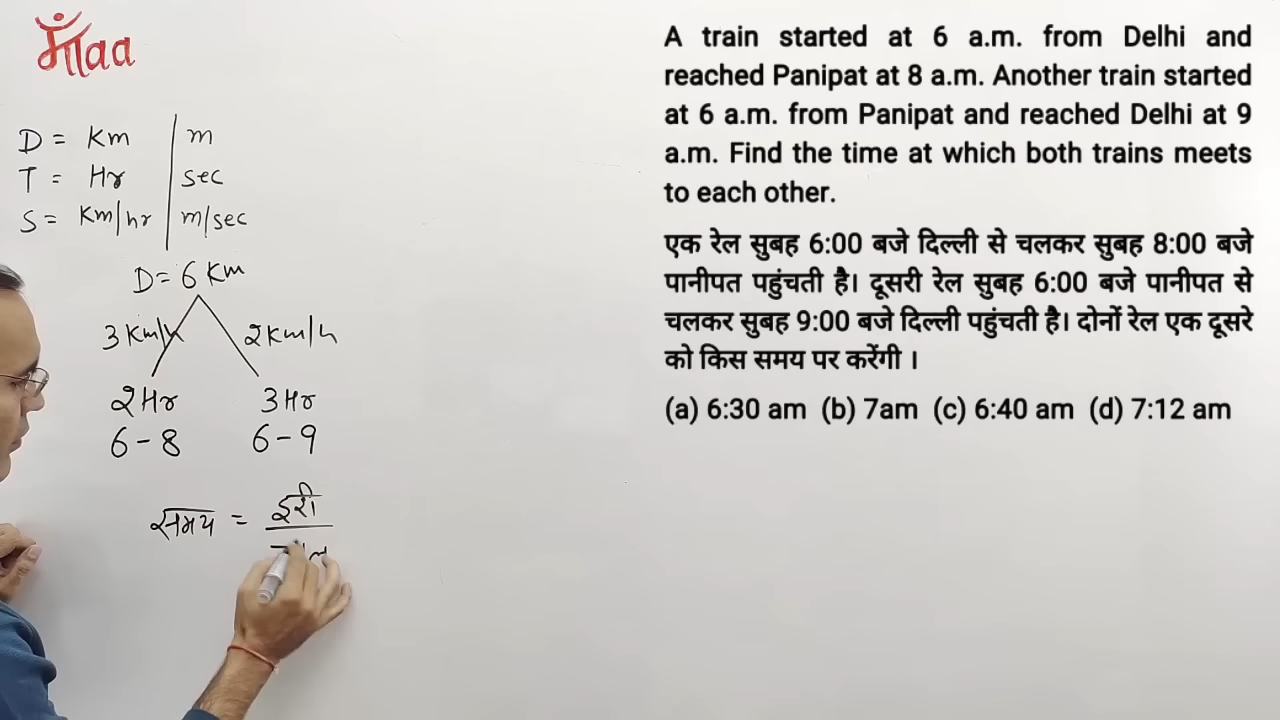 माँaa
D = Km | m
T = Hr | sec
S = Km/hr | m/sec
D = 6 Km
3 Km/h 2 Km/h
2 Hr 3 Hr
6 - 8 6 - 9
समय = दूरी
A train started at 6 a.m. from Delhi and
reached Panipat at 8 a.m. Another train started
at 6 a.m. from Panipat and reached Delhi at 9
a.m. Find the time at which both trains meets
to each other.
एक रेल सुबह 6:00 बजे दिल्ली से चलकर सुबह 8:00 बजे
पानीपत पहुंचती है। दूसरी रेल सुबह 6:00 बजे पानीपत से
चलकर सुबह 9:00 बजे दिल्ली पहुंचती है। दोनों रेल एक दूसरे
को किस समय पर करेंगी ।
(a) 6:30 am (b) 7am (c) 6:40 am (d) 7:12 am